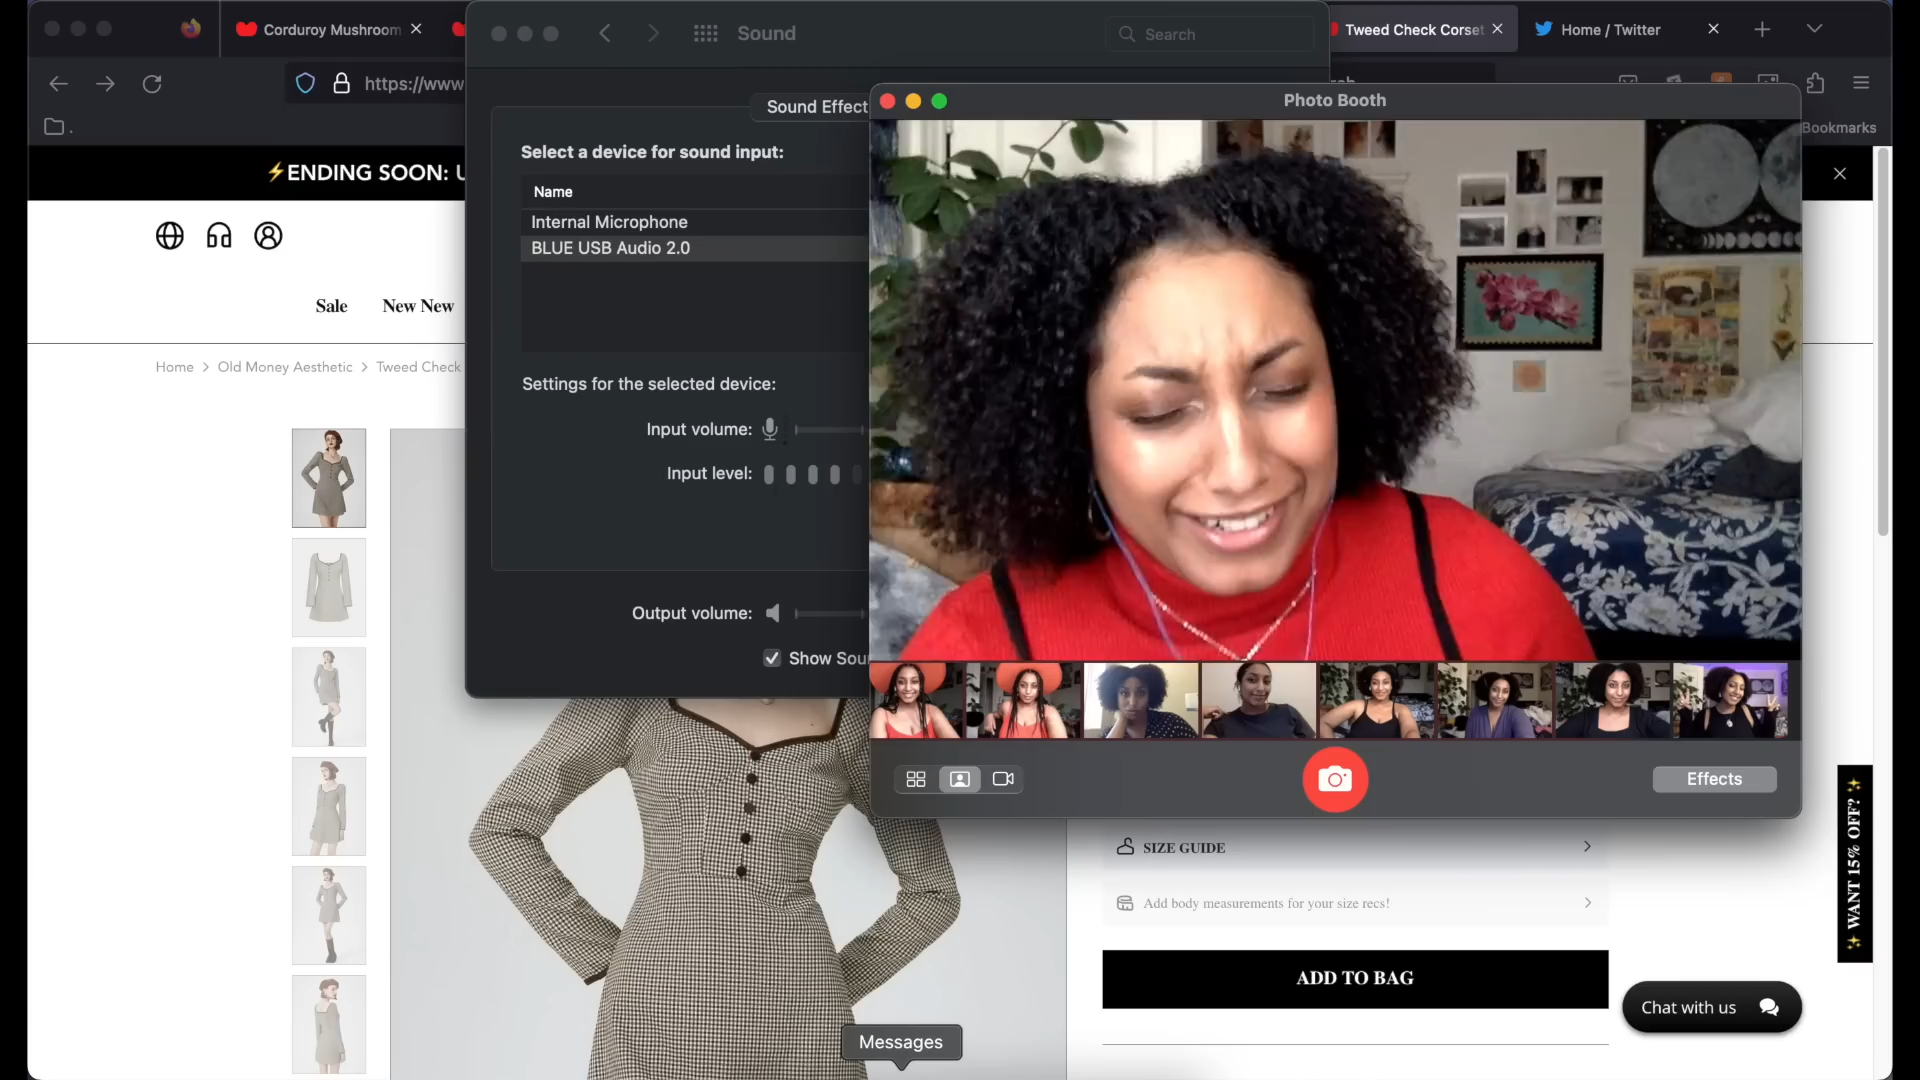 Corduroy Mushroom
Sound
Search
Tweed Check Corset
Home / Twitter
https://www
Photo Booth
Sound Effect
Bookmarks
Select a device for sound input:
⚡ENDING SOON: U
Name
Internal Microphone
BLUE USB Audio 2.0
Sale
New New
Home > Old Money Aesthetic > Tweed Check
Settings for the selected device:
Input volume:
Input level:
Output volume:
Show Sou
Effects
SIZE GUIDE
Add body measurements for your size recs!
✨ WANT 15% OFF? ✨
ADD TO BAG
Chat with us
Messages